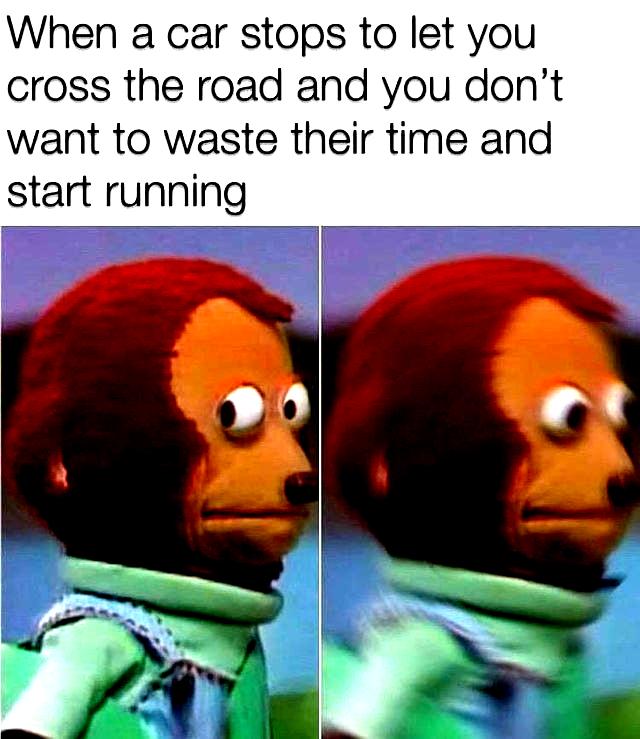 When a car stops to let you
cross the road and you don’t
want to waste their time and
start running